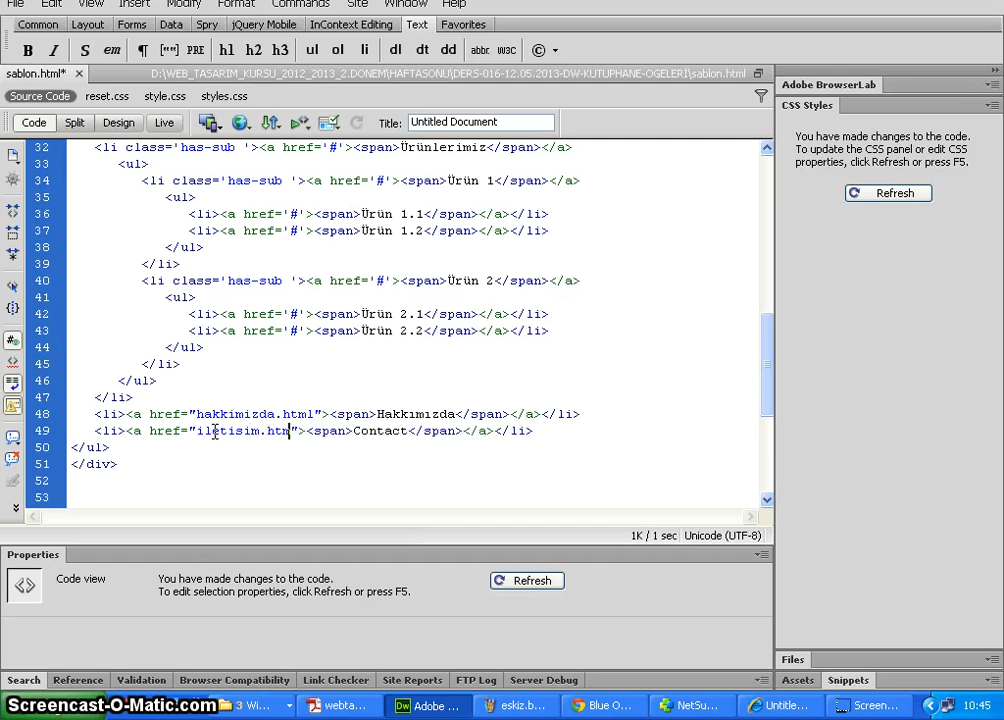 File Edit View Insert Modify Format Commands Site Window Help
Common Layout Forms Data Spry jQuery Mobile InContext Editing Text Favorites
B I S em ¶ [""] PRE h1 h2 h3 ul ol li dl dt dd abbr. W3C ©
sablon.html* D:\WEB_TASARIM_KURSU_2012_2013_2.DONEM\HAFTASONU\DERS-016-12.05.2013-DW-KUTUPHANE-OGELERI\sablon.html
Source Code reset.css style.css styles.css
Code Split Design Live Title: Untitled Document
32 <li class='has-sub '><a href='#'><span>Ürünlerimiz</span></a>
33 <ul>
34 <li class='has-sub '><a href='#'><span>Ürün 1</span></a>
35 <ul>
36 <li><a href='#'><span>Ürün 1.1</span></a></li>
37 <li><a href='#'><span>Ürün 1.2</span></a></li>
38 </ul>
39 </li>
40 <li class='has-sub '><a href='#'><span>Ürün 2</span></a>
41 <ul>
42 <li><a href='#'><span>Ürün 2.1</span></a></li>
43 <li><a href='#'><span>Ürün 2.2</span></a></li>
44 </ul>
45 </li>
46 </ul>
47 </li>
48 <li><a href="hakkimizda.html"><span>Hakkımızda</span></a></li>
49 <li><a href="iletisim.htm"><span>Contact</span></a></li>
50 </ul>
51 </div>
52
53
1K / 1 sec Unicode (UTF-8)
Adobe BrowserLab
CSS Styles
You have made changes to the code.
To update the CSS panel or edit CSS
properties, click Refresh or press F5.
Refresh
Properties
Code view You have made changes to the code.
To edit selection properties, click Refresh or press F5.
Refresh
Files
Assets Snippets
Search Reference Validation Browser Compatibility Link Checker Site Reports FTP Log Server Debug
Screencast-O-Matic.com 3 Wi... webta... Adobe ... eskiz.b... Blue O... NetSu... Untitle... Screen... 10:45